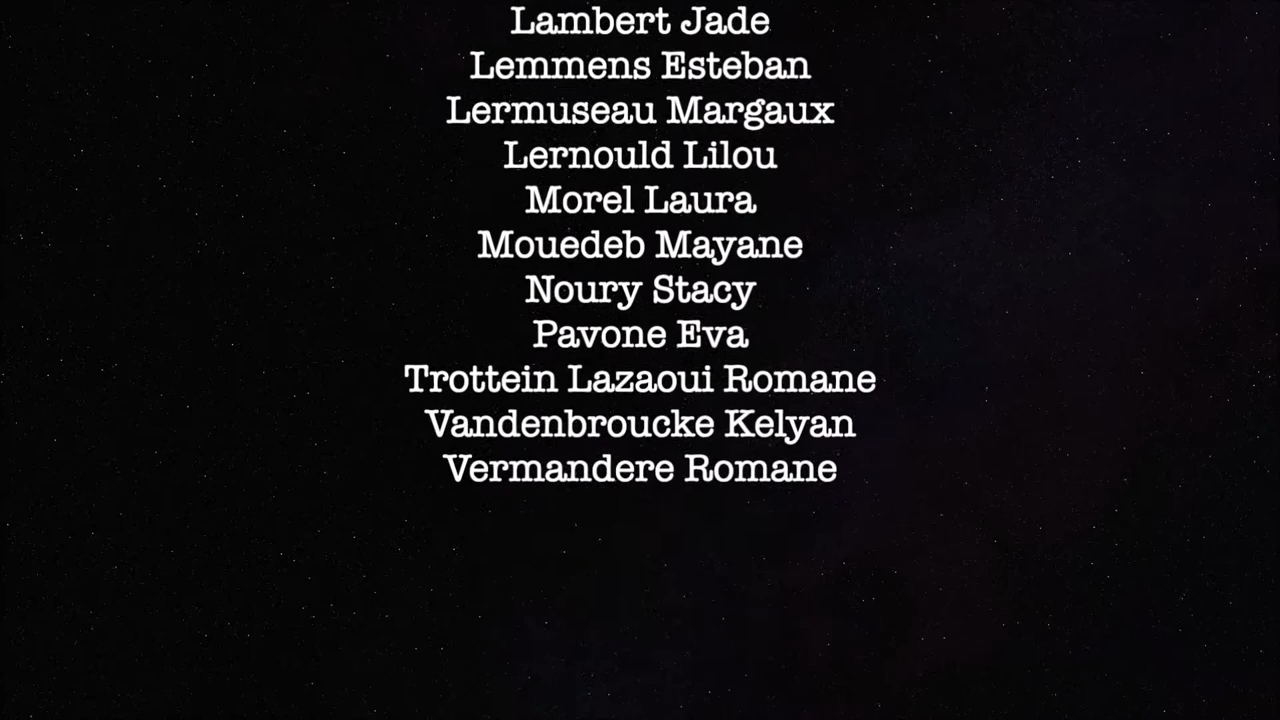 Lambert Jade
Lemmens Esteban
Lermuseau Margaux
Lernould Lilou
Morel Laura
Mouedeb Mayane
Noury Stacy
Pavone Eva
Trottein Lazaoui Romane
Vandenbroucke Kelyan
Vermandere Romane